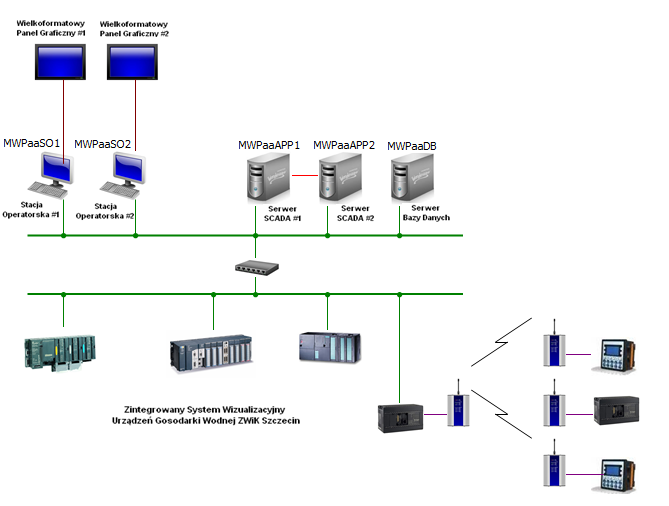 Wielkoformatowy
Panel Graficzny #1
Wielkoformatowy
Panel Graficzny #2
MWPaaSO1
MWPaaSO2
MWPaaAPP1
MWPaaAPP2
MWPaaDB
Stacja
Operatorska #1
Stacja
Operatorska #2
Serwer
SCADA #1
Serwer
SCADA #2
Serwer
Bazy Danych
Zintegrowany System Wizualizacyjny
Urządzeń Gosodarki Wodnej ZWiK Szczecin